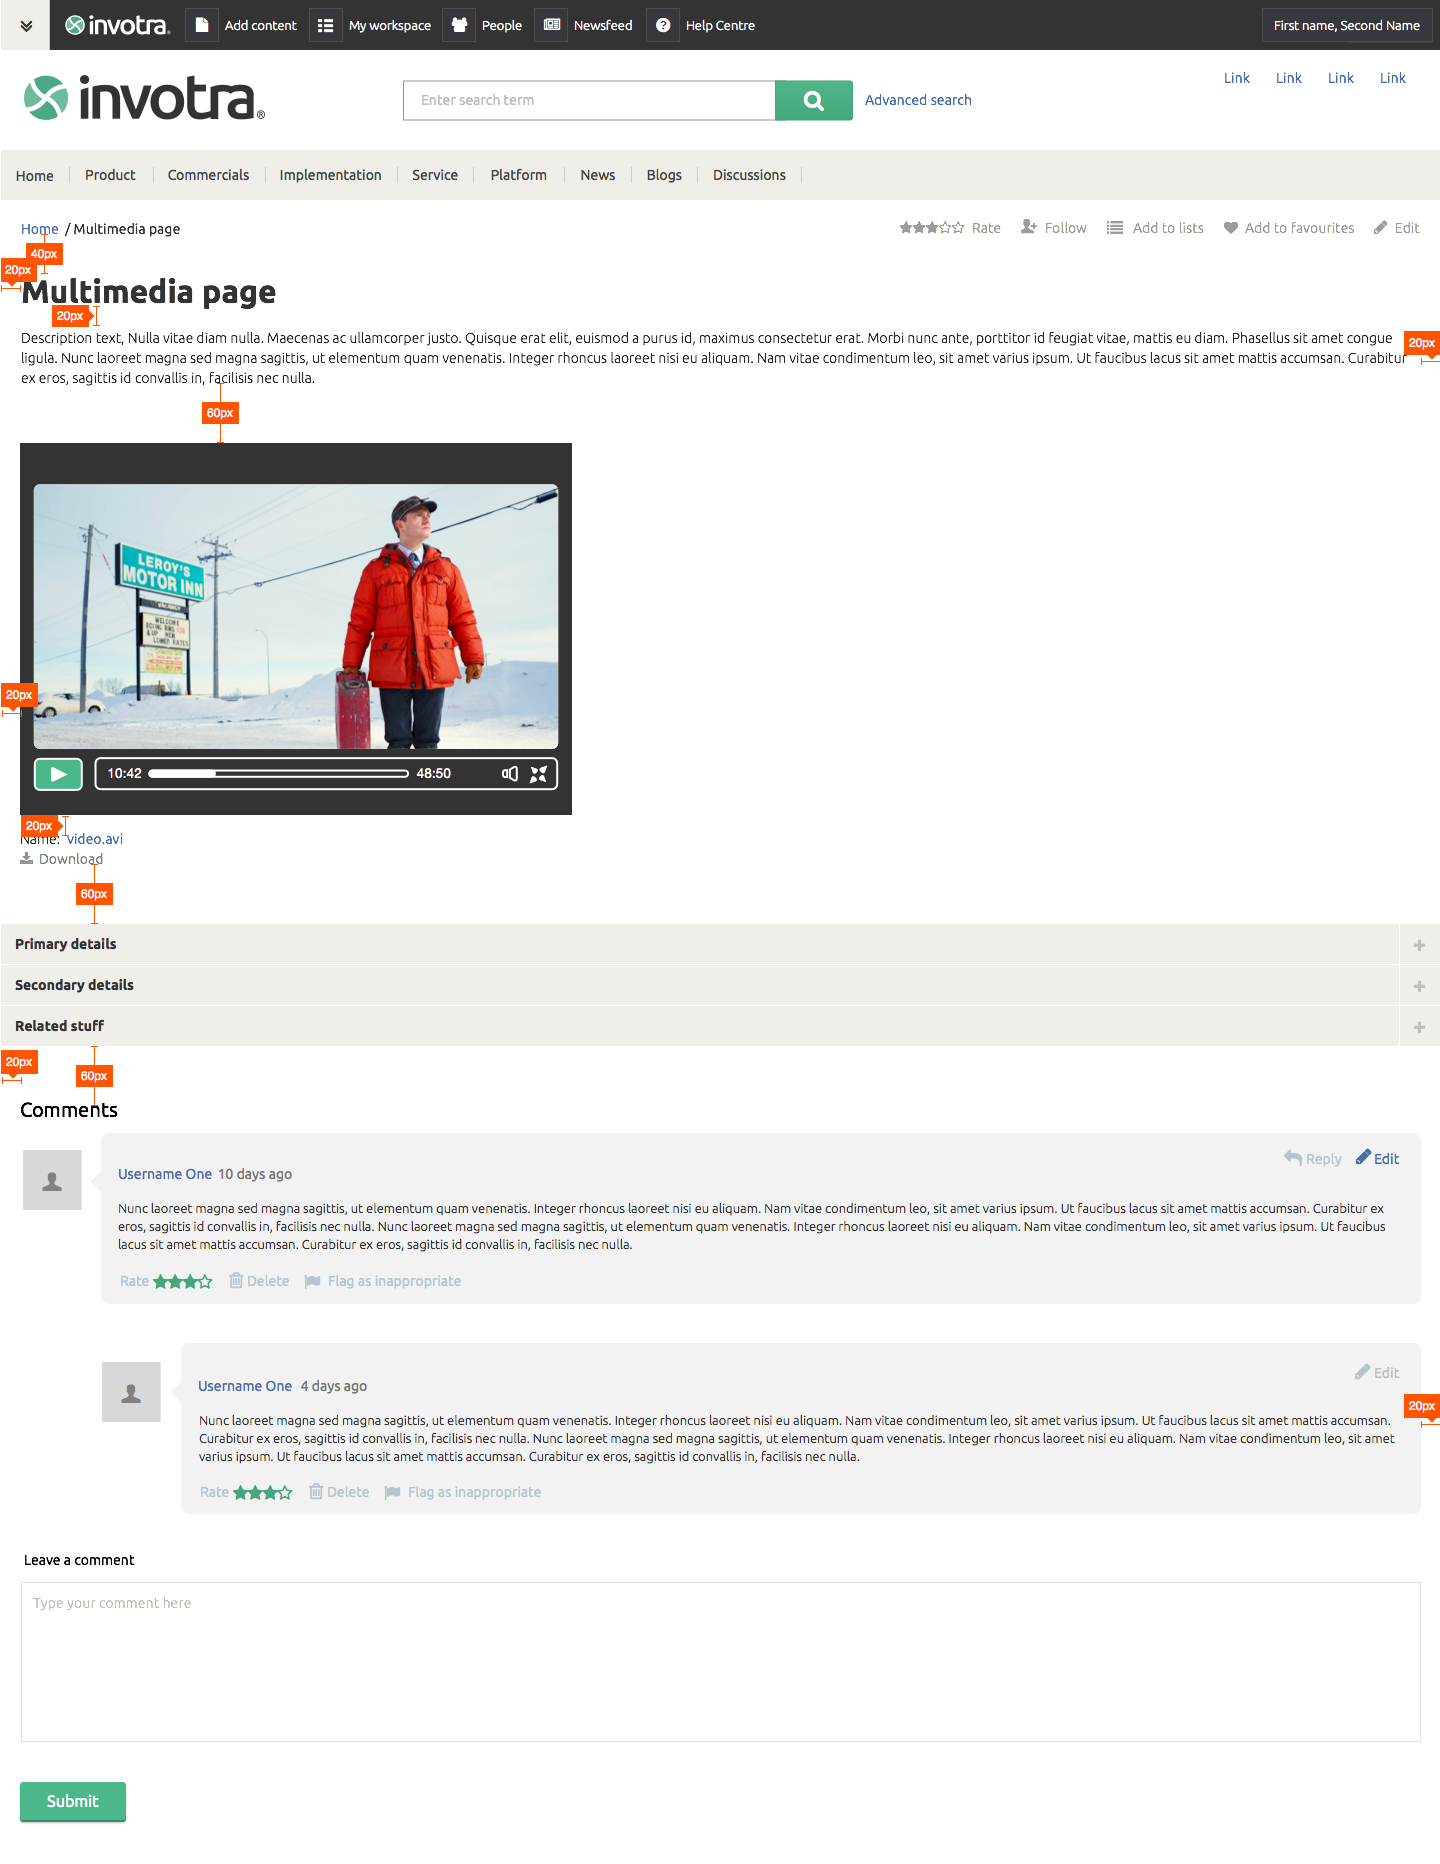 invotra. Add content My workspace People Newsfeed Help Centre First name, Second Name
invotra® Enter search term Advanced search Link Link Link Link
Home Product Commercials Implementation Service Platform News Blogs Discussions
Home / Multimedia page Rate Follow Add to lists Add to favourites Edit
40px
20px
Multimedia page
20px
Description text, Nulla vitae diam nulla. Maecenas ac ullamcorper justo. Quisque erat elit, euismod a purus id, maximus consectetur erat. Morbi nunc ante, porttitor id feugiat vitae, mattis eu diam. Phasellus sit amet congue
20px
ligula. Nunc laoreet magna sed magna sagittis, ut elementum quam venenatis. Integer rhoncus laoreet nisi eu aliquam. Nam vitae condimentum leo, sit amet varius ipsum. Ut faucibus lacus sit amet mattis accumsan. Curabitur
ex eros, sagittis id convallis in, facilisis nec nulla.
60px
LEROY'S
MOTOR INN
VACANCY
WELCOME
LOWER RATES
20px
10:42 48:50
20px
Name: video.avi
Download
60px
Primary details
Secondary details
Related stuff
20px
60px
Comments
Reply Edit
Username One 10 days ago
Nunc laoreet magna sed magna sagittis, ut elementum quam venenatis. Integer rhoncus laoreet nisi eu aliquam. Nam vitae condimentum leo, sit amet varius ipsum. Ut faucibus lacus sit amet mattis accumsan. Curabitur ex
eros, sagittis id convallis in, facilisis nec nulla. Nunc laoreet magna sed magna sagittis, ut elementum quam venenatis. Integer rhoncus laoreet nisi eu aliquam. Nam vitae condimentum leo, sit amet varius ipsum. Ut faucibus
lacus sit amet mattis accumsan. Curabitur ex eros, sagittis id convallis in, facilisis nec nulla.
Rate Delete Flag as inappropriate
Edit
Username One 4 days ago
20px
Nunc laoreet magna sed magna sagittis, ut elementum quam venenatis. Integer rhoncus laoreet nisi eu aliquam. Nam vitae condimentum leo, sit amet varius ipsum. Ut faucibus lacus sit amet mattis accumsan.
Curabitur ex eros, sagittis id convallis in, facilisis nec nulla. Nunc laoreet magna sed magna sagittis, ut elementum quam venenatis. Integer rhoncus laoreet nisi eu aliquam. Nam vitae condimentum leo, sit amet
varius ipsum. Ut faucibus lacus sit amet mattis accumsan. Curabitur ex eros, sagittis id convallis in, facilisis nec nulla.
Rate Delete Flag as inappropriate
Leave a comment
Type your comment here
Submit